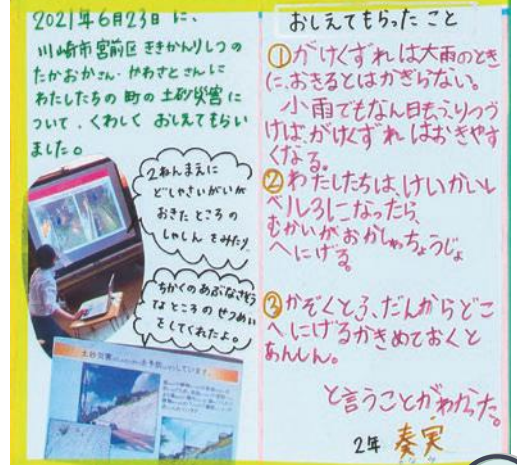 2021年6月23日に、
川崎市宮前区ききかんりしつの
たかおかさん・かわさとさんに
わたしたちの町の土砂災害に
ついて、くわしくおしえてもらい
ました。
2ねんまえに
どしゃさいがいが
おきたところの
しゃしんをみたり、
ちかくのあぶなさそう
なところのせつめい
をしてくれたよ。
おしえてもらったこと
①がけくずれは大雨のとき
に、おきるとはかぎらない。
小雨でもなん日もふりつづ
けば、がけくずれはおきやす
くなる。
②わたしたちは、けいかいレ
ベル3になったら、
むかいがおかしゃちょうじょ
へにげる。
③かぞくとふだんからどこ
へにげるかきめておくと
あんしん。
と言うことがわかった。
2年 奏実